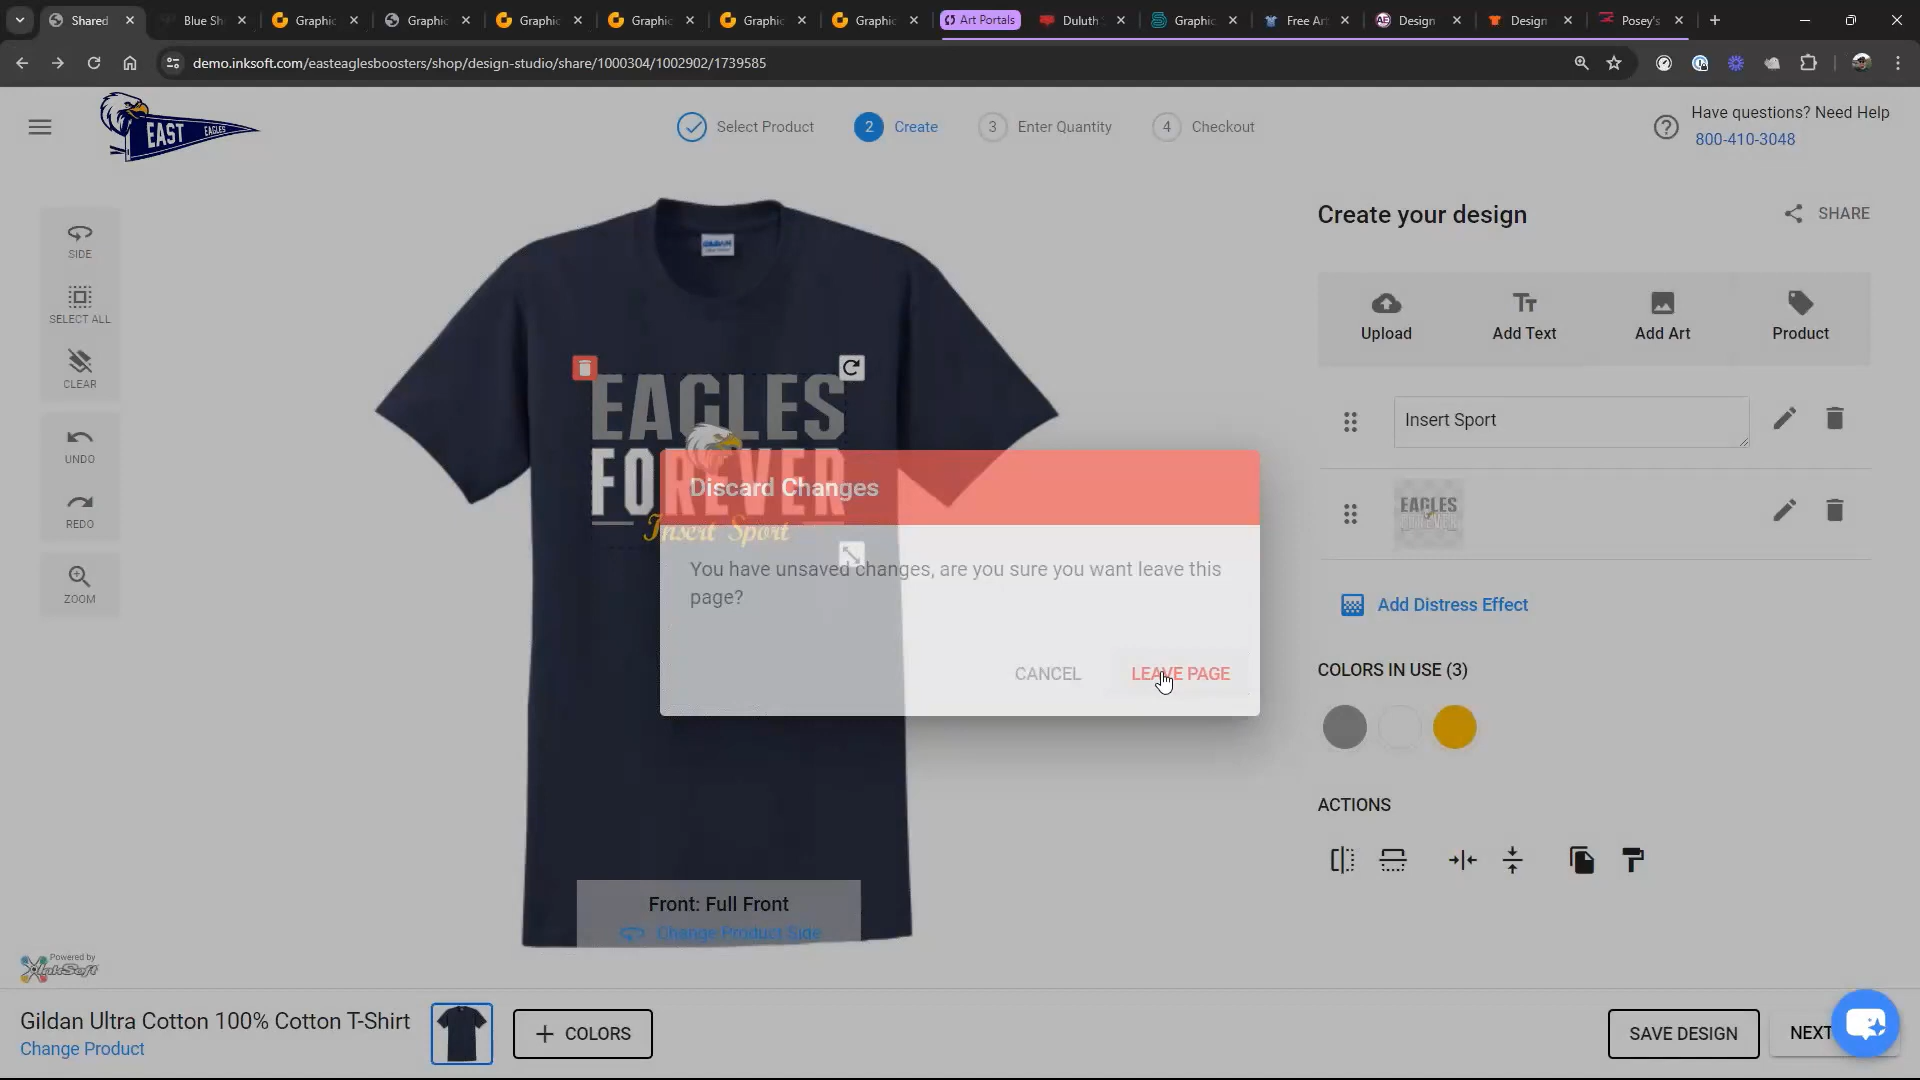 Shared
Blue Sh
Graphic
Graphic
Graphic
Graphic
Graphic
Graphic
Art Portals
Duluth
Graphic
Free Ar
Design
Design
Posey's
demo.inksoft.com/easteaglesboosters/shop/design-studio/share/1000304/1002902/1739585
EAST EAGLES
Select Product
2 Create
3 Enter Quantity
4 Checkout
Have questions? Need Help
800-410-3048
SIDE
SELECT ALL
CLEAR
UNDO
REDO
ZOOM
GILDAN
EAGLES
FOREVER
Insert Sport
Discard Changes
You have unsaved changes, are you sure you want leave this
page?
CANCEL
LEAVE PAGE
Front: Full Front
Change Product Side
Create your design
SHARE
Upload
Add Text
Add Art
Product
Insert Sport
EAGLES
FOREVER
Add Distress Effect
COLORS IN USE (3)
ACTIONS
Powered by
InkSoft
Gildan Ultra Cotton 100% Cotton T-Shirt
Change Product
COLORS
SAVE DESIGN
NEXT